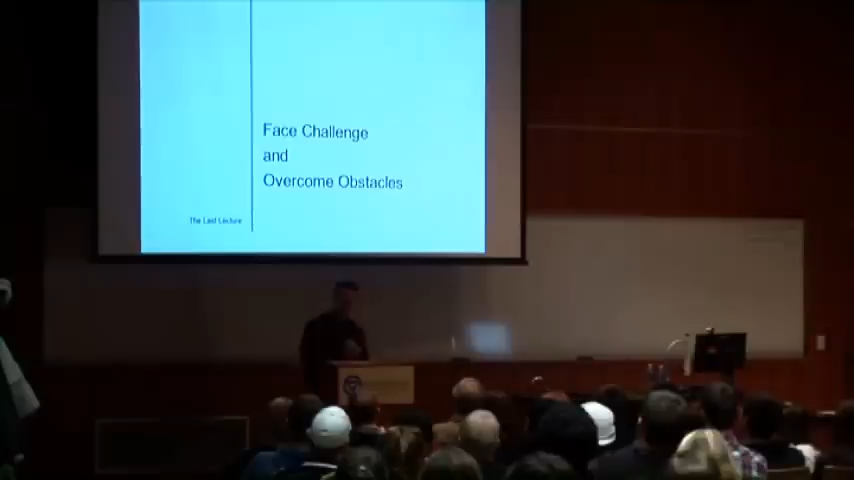 Face Challenge
and
Overcome Obstacles
The Last Lecture